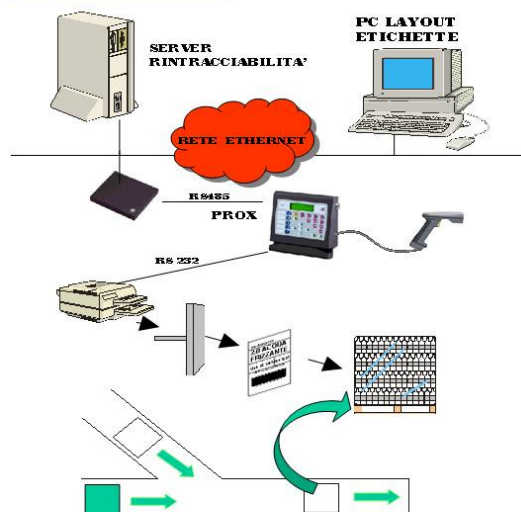 SERVER
RINTRACCIABILITA'
PC LAYOUT
ETICHETTE
RETE ETHERNET
RS485
PROX
RS 232
ACQUA
FRIZZANTE